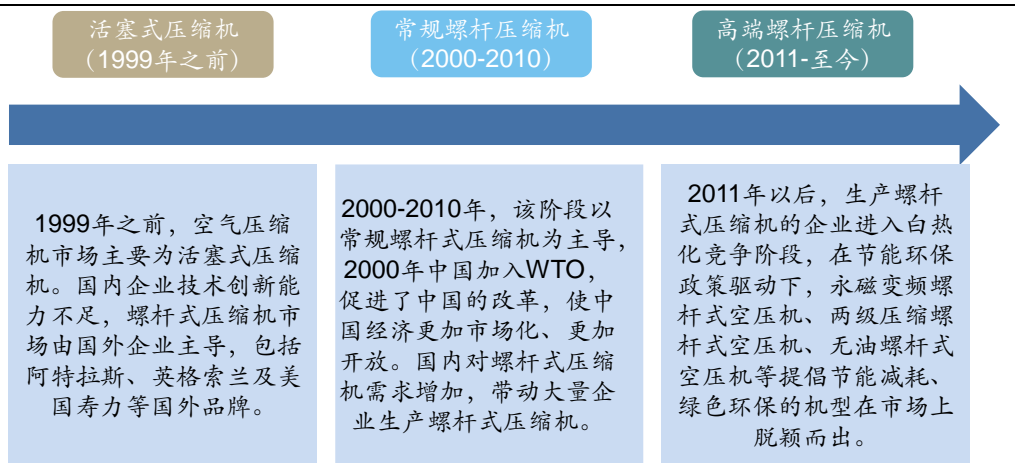 活塞式压缩机
（1999年之前）
常规螺杆压缩机
（2000-2010）
高端螺杆压缩机
（2011-至今）
1999年之前，空气压缩
机市场主要为活塞式压缩
机。国内企业技术创新能
力不足，螺杆式压缩机市
场由国外企业主导，包括
阿特拉斯、英格索兰及美
国寿力等国外品牌。
2000-2010年，该阶段以
常规螺杆式压缩机为主导，
2000年中国加入WTO，
促进了中国的改革，使中
国经济更加市场化、更加
开放。国内对螺杆式压缩
机需求增加，带动大量企
业生产螺杆式压缩机。
2011年以后，生产螺杆
式压缩机的企业进入白热
化竞争阶段，在节能环保
政策驱动下，永磁变频螺
杆式空压机、两级压缩螺
杆式空压机、无油螺杆式
空压机等提倡节能减耗、
绿色环保的机型在市场上
脱颖而出。